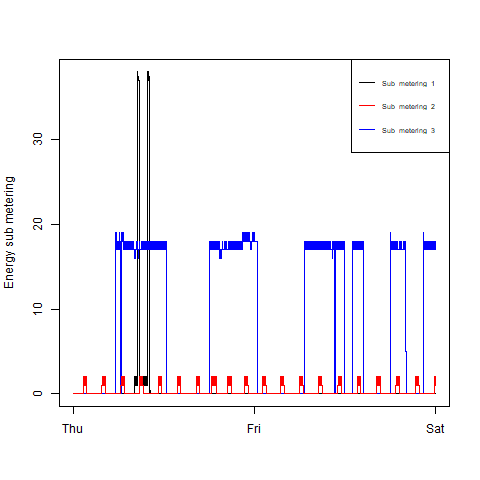 Energy sub metering
30
20
10
0
Thu
Fri
Sat
Sub metering 1
Sub metering 2
Sub metering 3